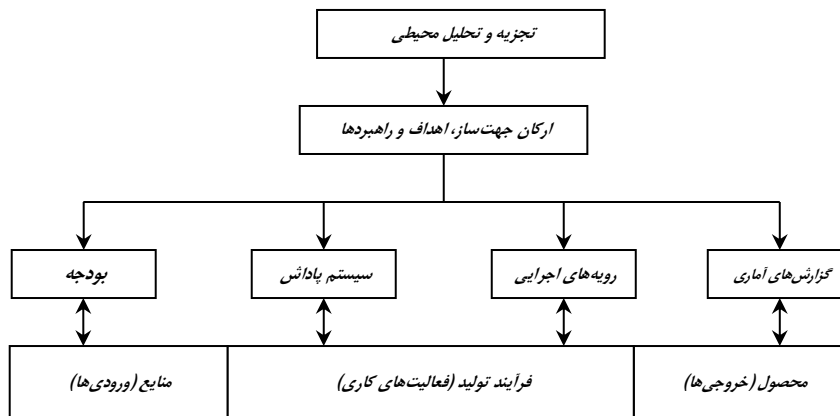 تجزیه و تحلیل محیطی
ارکان جهت‌ساز، اهداف و راهبردها
گزارش‌های آماری
رویه‌های اجرایی
سیستم پاداش
بودجه
محصول (خروجی‌ها)
فرآیند تولید (فعالیت‌های کاری)
منابع (ورودی‌ها)